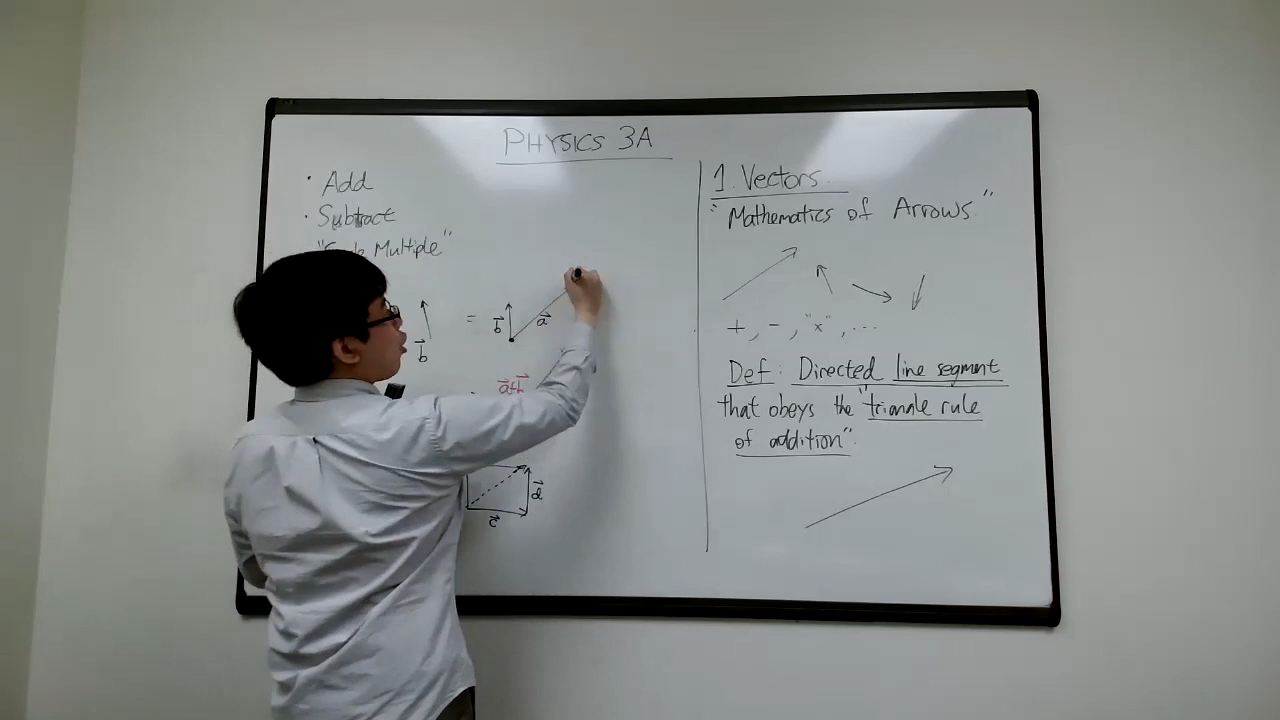 PHYSICS 3A
· Add
· Subtract
"Scale Multiple"
b
=
b
a
a+b
d
c
1. Vectors
"Mathematics of Arrows"
+, -, "x", ...
Def: Directed line segment
that obeys the "triangle rule
of addition".